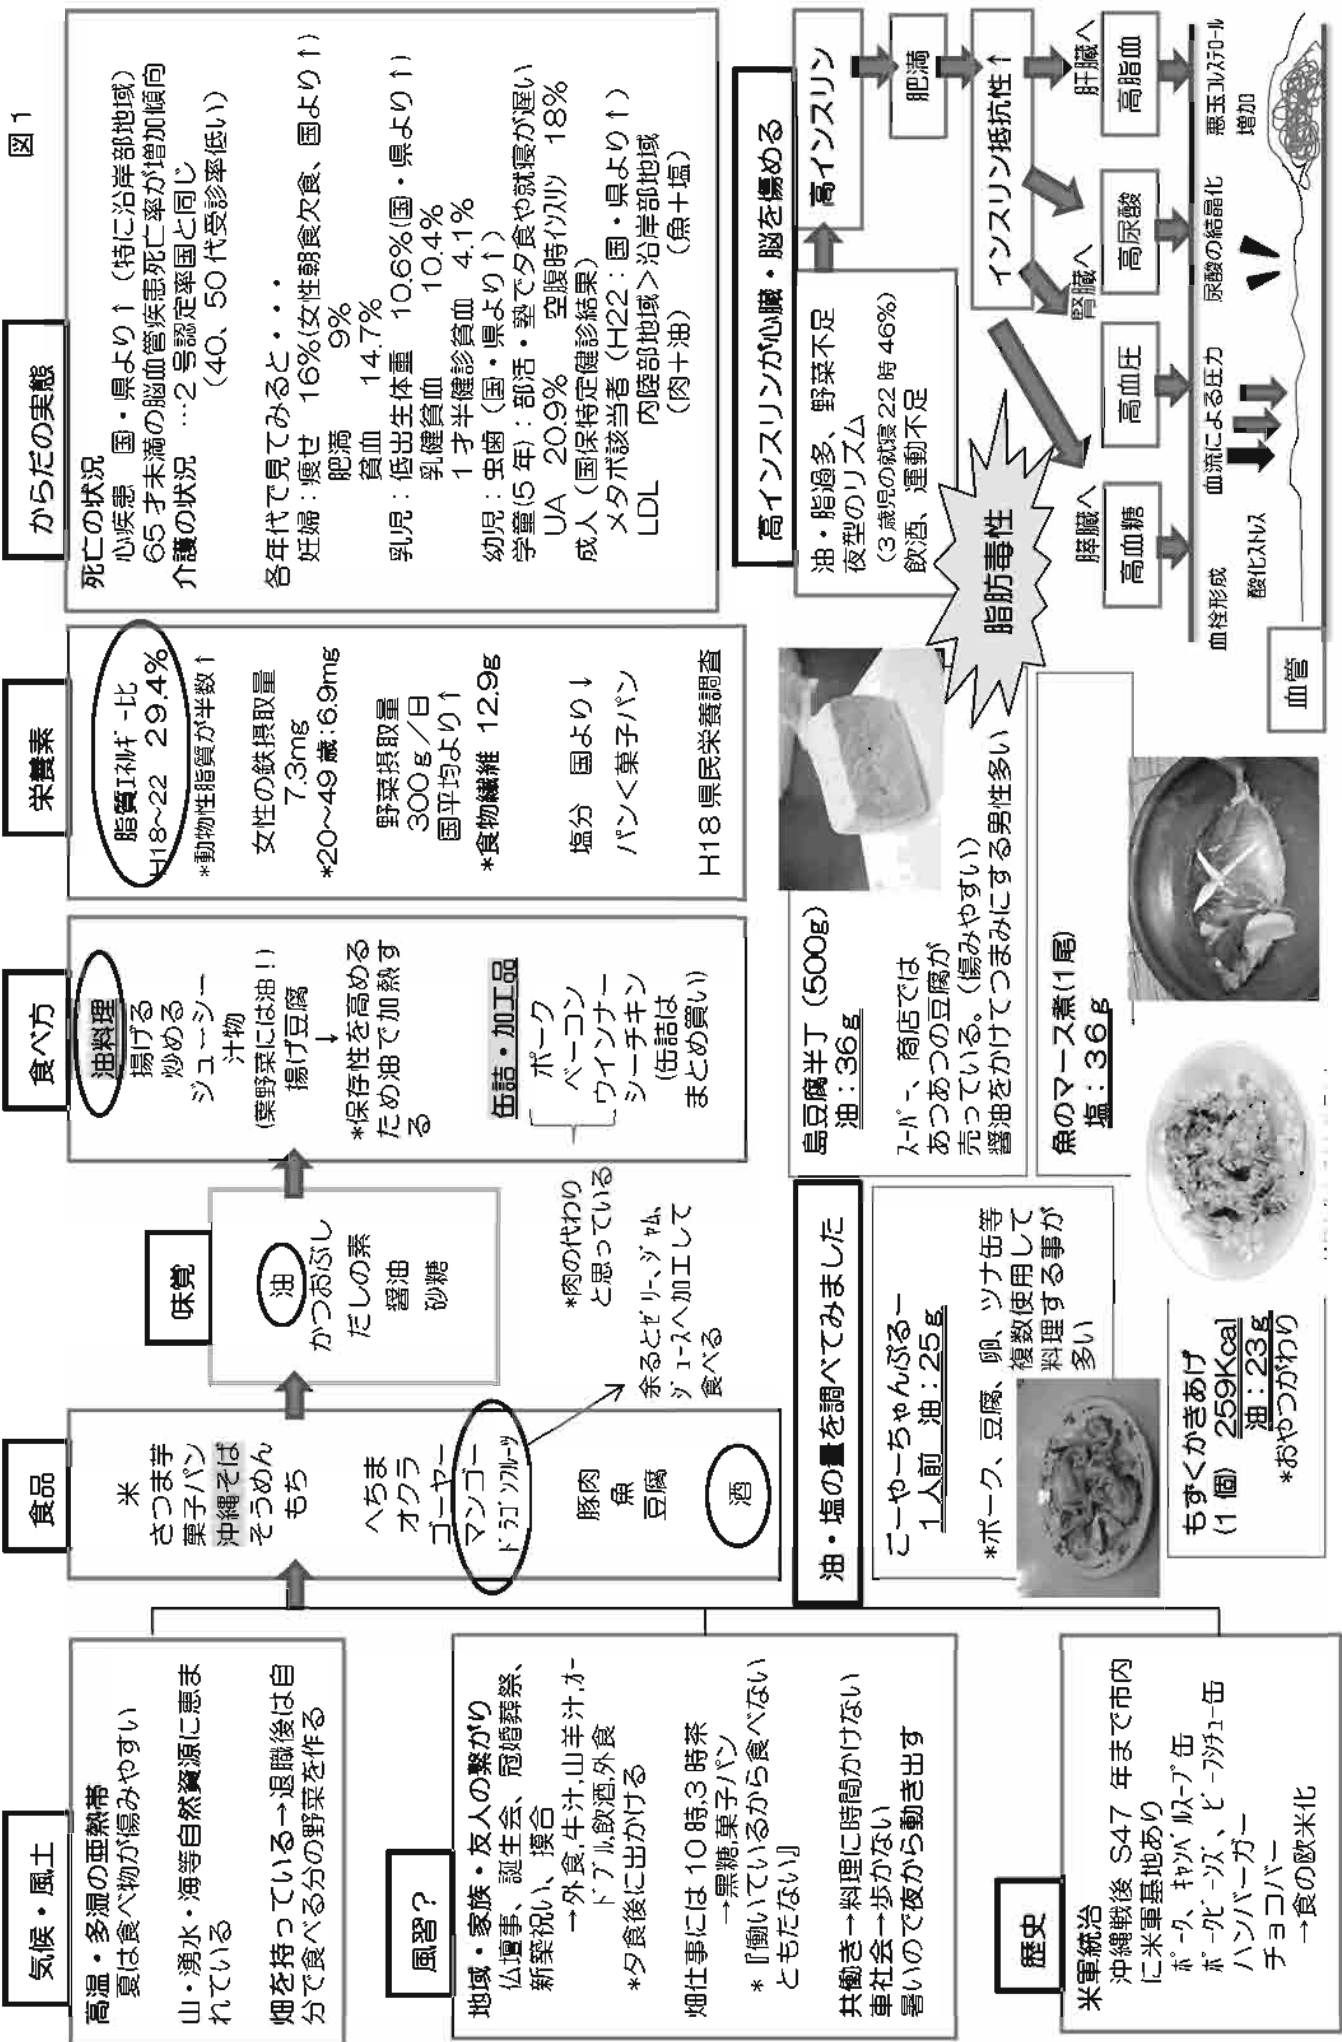 図１
気候・風土
高温・多湿の亜熱帯
夏は食べ物が傷みやすい
山・湧水・海等自然資源に恵ま
れている
畑を持っている→退職後は自
分で食べる分の野菜を作る
風習？
地域・家族・友人の繋がり
仏壇事、誕生会、冠婚葬祭、
新築祝い、模合
→外食,牛汁,山羊汁,オー
ドブル,飲酒,外食
*夕食後に出かける
畑仕事には10時,3時茶
→黒糖,菓子パン
*『働いているから食べない
ともたない』
共働き→料理に時間かけない
車社会→歩かない
暑いので夜から動き出す
歴史
米軍統治
沖縄戦後 S47 年まで市内
に米軍基地あり
ポーク、キャンベルスープ缶
ポークビーンズ、ビーフシチュー缶
ハンバーガー
チョコバー
→食の欧米化
食品
米
さつま芋
菓子パン
沖縄そば
そうめん
もち
へちま
オクラ
ゴーヤー
マンゴー
ドラゴンフルーツ
豚肉
魚
豆腐
酒
余るとゼリー、ジャム、
ジュースへ加工して
食べる
味覚
油
かつおぶし
だしの素
醤油
砂糖
食べ方
油料理
揚げる
炒める
ジューシー
汁物
(葉野菜には油！)
揚げ豆腐
↓
*保存性を高める
ため油で加熱す
る
缶詰・加工品
ポーク
ベーコン
ウインナー
シーチキン
(缶詰は
まとめ買い)
*肉の代わり
と思っている
栄養素
脂質エネルギー比
H18~22 29.4%
*動物性脂質が半数↑
女性の鉄摂取量
7.3mg
*20～49歳:6.9mg
野菜摂取量
300g／日
国平均より↑
*食物繊維 12.9g
塩分　国より↓
パン＜菓子パン
H18県民栄養調査
からだの実態
死亡の状況
心疾患　国・県より↑（特に沿岸部地域）
65才未満の脳血管疾患死亡率が増加傾向
介護の状況　…2号認定率国と同じ
（40、50代受診率低い）
各年代で見てみると・・・
妊婦：痩せ　16%(女性朝食欠食、国より↑)
肥満　9%
貧血　14.7%
乳児：低出生体重　10.6%(国・県より↑)
乳健貧血　10.4%
1才半健診貧血　4.1%
幼児：虫歯（国・県より↑）
学童(5年)：部活・塾で夕食や就寝が遅い
UA　20.9%　空腹時インスリン　18%
成人（国保特定健診結果）
メタボ該当者（H22：国・県より↑）
LDL　内陸部地域＞沿岸部地域
（肉＋油）　（魚＋塩）
油・塩の量を調べてみました
ごーやーちゃんぷるー
1人前　油：25g
*ポーク、豆腐、卵、ツナ缶等
複数使用して
料理する事が
多い
もずくかきあげ
(1個)　259Kcal
油：23g
*おやつがわり
島豆腐半丁（500g）
油：36g
スーパー、商店では
あつあつの豆腐が
売っている。(傷みやすい)
醤油をかけてつまみにする男性多い
魚のマース煮(1尾)
塩：36g
高インスリンが心臓・脳を傷める
油・脂過多、野菜不足
夜型のリズム
（3歳児の就寝22時46%）
飲酒、運動不足
高インスリン
肥満
インスリン抵抗性↑
脂肪毒性
膵臓へ
腎臓へ
肝臓へ
高血糖
高血圧
高尿酸
高脂血
血栓形成
酸化ストレス
血流による圧力
尿酸の結晶化
悪玉コレステロール
増加
血管